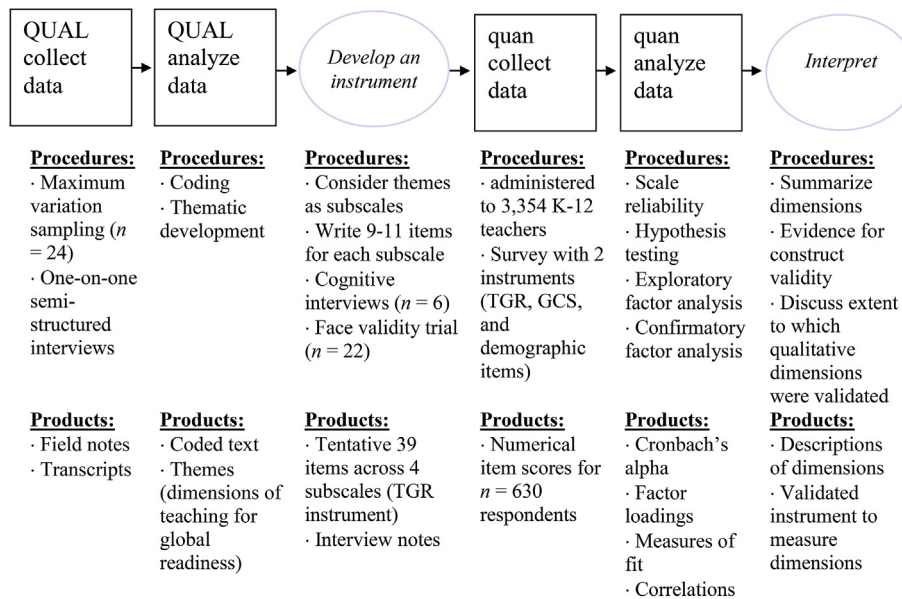 QUAL
collect
data
QUAL
analyze
data
Develop an
instrument
quan
collect
data
quan
analyze
data
Interpret
Procedures:
· Maximum
variation
sampling (n
= 24)
· One-on-one
semi-
structured
interviews
Procedures:
· Coding
· Thematic
development
Procedures:
· Consider themes
as subscales
· Write 9-11 items
for each subscale
· Cognitive
interviews (n = 6)
· Face validity trial
(n = 22)
Procedures:
· administered
to 3,354 K-12
teachers
· Survey with 2
instruments
(TGR, GCS,
and
demographic
items)
Procedures:
· Scale
reliability
· Hypothesis
testing
· Exploratory
factor analysis
· Confirmatory
factor analysis
Procedures:
· Summarize
dimensions
· Evidence for
construct
validity
· Discuss extent
to which
qualitative
dimensions
were validated
Products:
· Field notes
· Transcripts
Products:
· Coded text
· Themes
(dimensions of
teaching for
global
readiness)
Products:
· Tentative 39
items across 4
subscales (TGR
instrument)
· Interview notes
Products:
· Numerical
item scores for
n = 630
respondents
Products:
· Cronbach's
alpha
· Factor
loadings
· Measures of
fit
· Correlations
Products:
· Descriptions
of dimensions
· Validated
instrument to
measure
dimensions